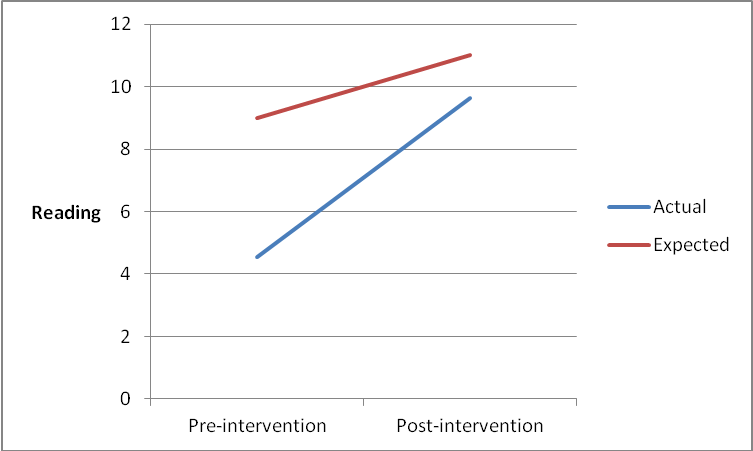 12
10
8
6
4
2
0
Reading
Pre-intervention
Post-intervention
Actual
Expected